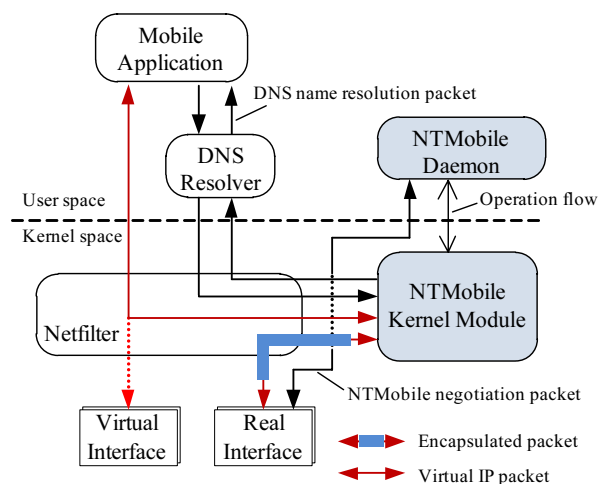 Mobile
Application
DNS name resolution packet
DNS
Resolver
NTMobile
Daemon
User space
Operation flow
Kernel space
NTMobile
Kernel Module
Netfilter
NTMobile negotiation packet
Virtual
Interface
Real
Interface
Encapsulated packet
Virtual IP packet